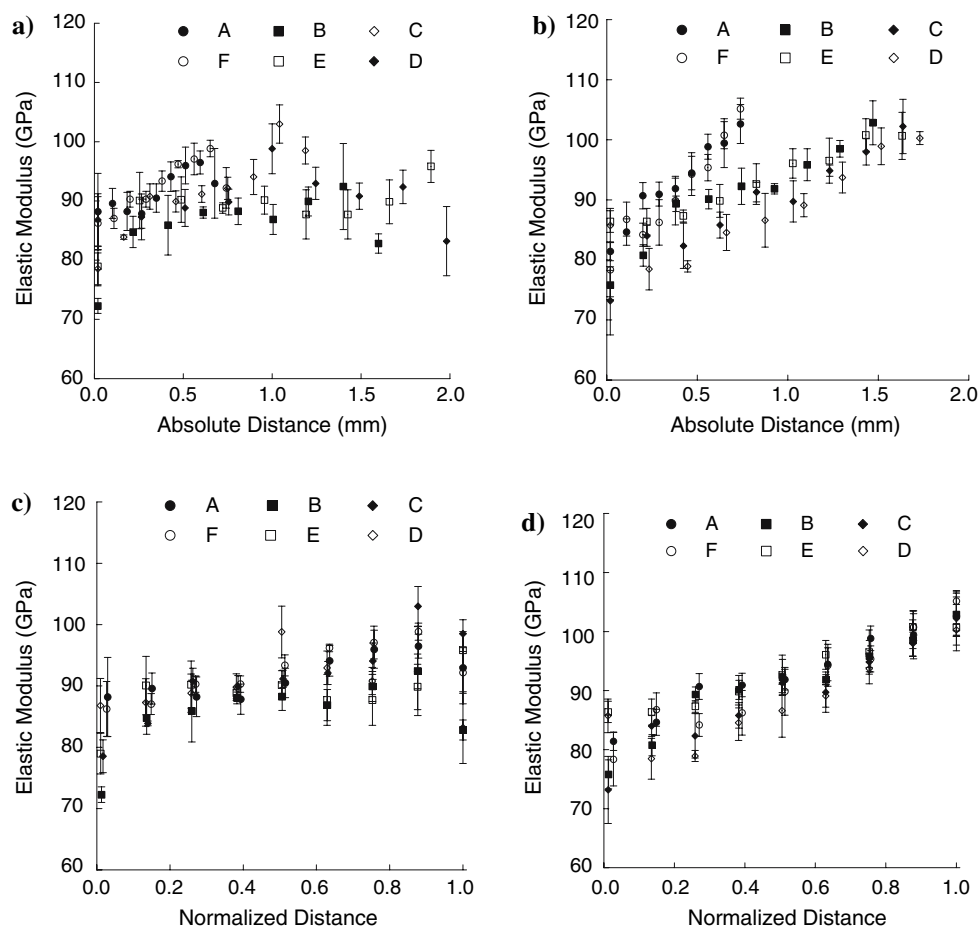 a)
A B C
F E D
120
110
100
90
80
70
60
Elastic Modulus (GPa)
0.0 0.5 1.0 1.5 2.0
Absolute Distance (mm)
b)
A B C
F E D
120
110
100
90
80
70
60
Elastic Modulus (GPa)
0.0 0.5 1.0 1.5 2.0
Absolute Distance (mm)
c)
A B C
F E D
120
110
100
90
80
70
60
Elastic Modulus (GPa)
0.0 0.2 0.4 0.6 0.8 1.0
Normalized Distance
d)
A B C
F E D
120
110
100
90
80
70
60
Elastic Modulus (GPa)
0.0 0.2 0.4 0.6 0.8 1.0
Normalized Distance